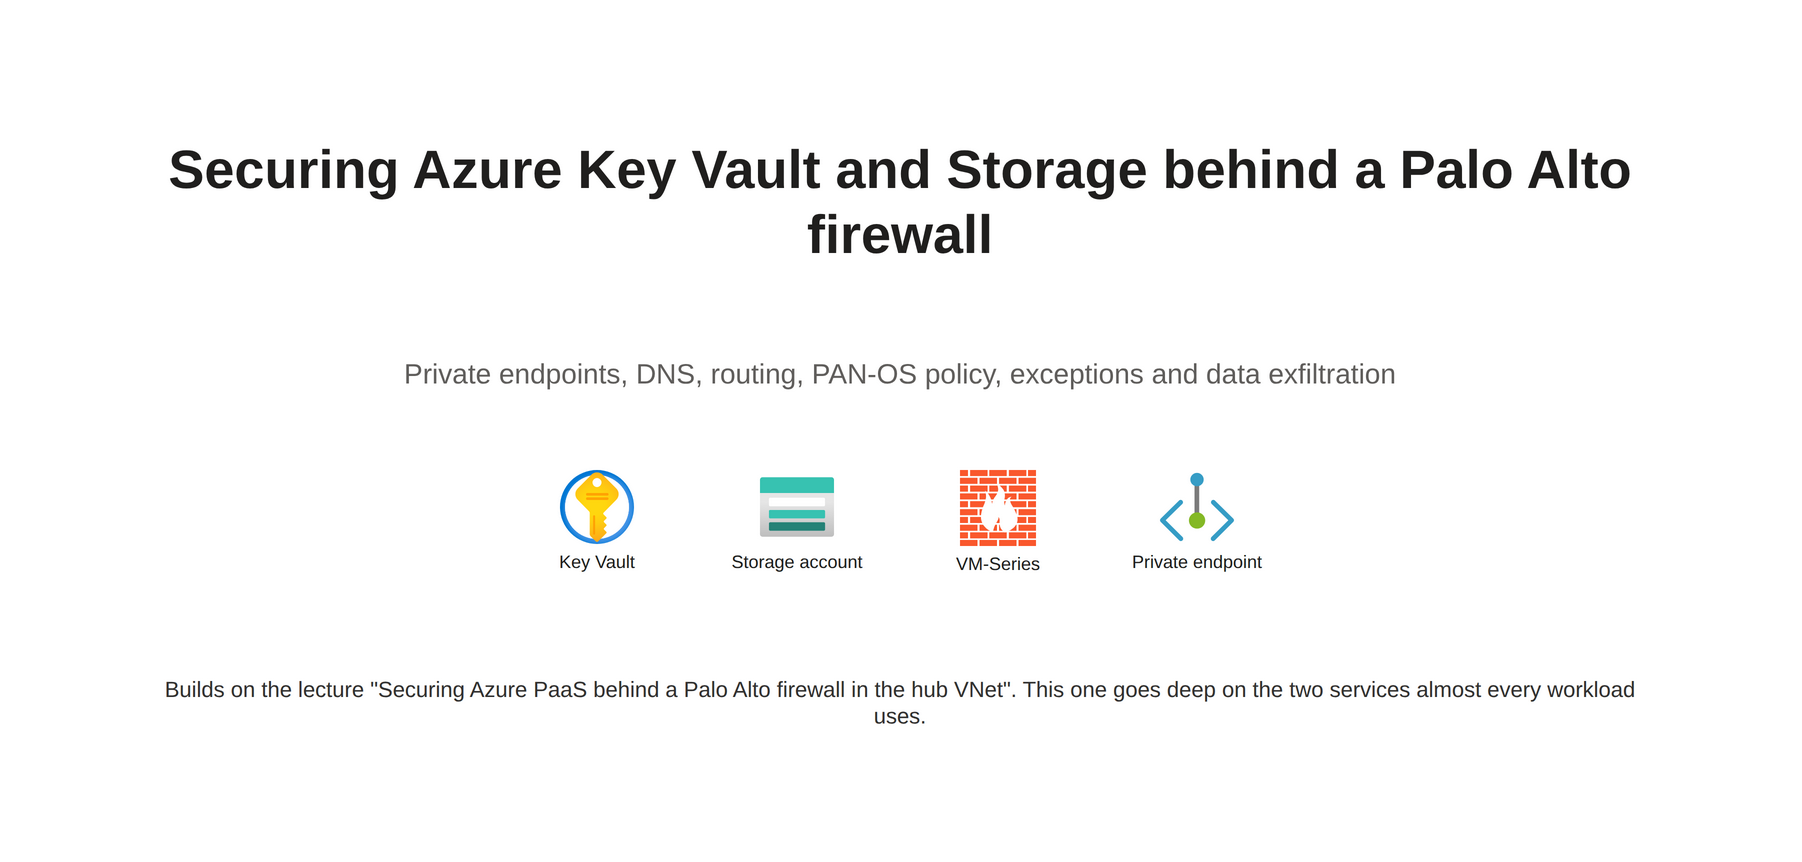 Securing Azure Key Vault and Storage behind a Palo Alto
firewall
Private endpoints, DNS, routing, PAN-OS policy, exceptions and data exfiltration
Key Vault
Storage account
VM-Series
Private endpoint
Builds on the lecture "Securing Azure PaaS behind a Palo Alto firewall in the hub VNet". This one goes deep on the two services almost every workload
uses.